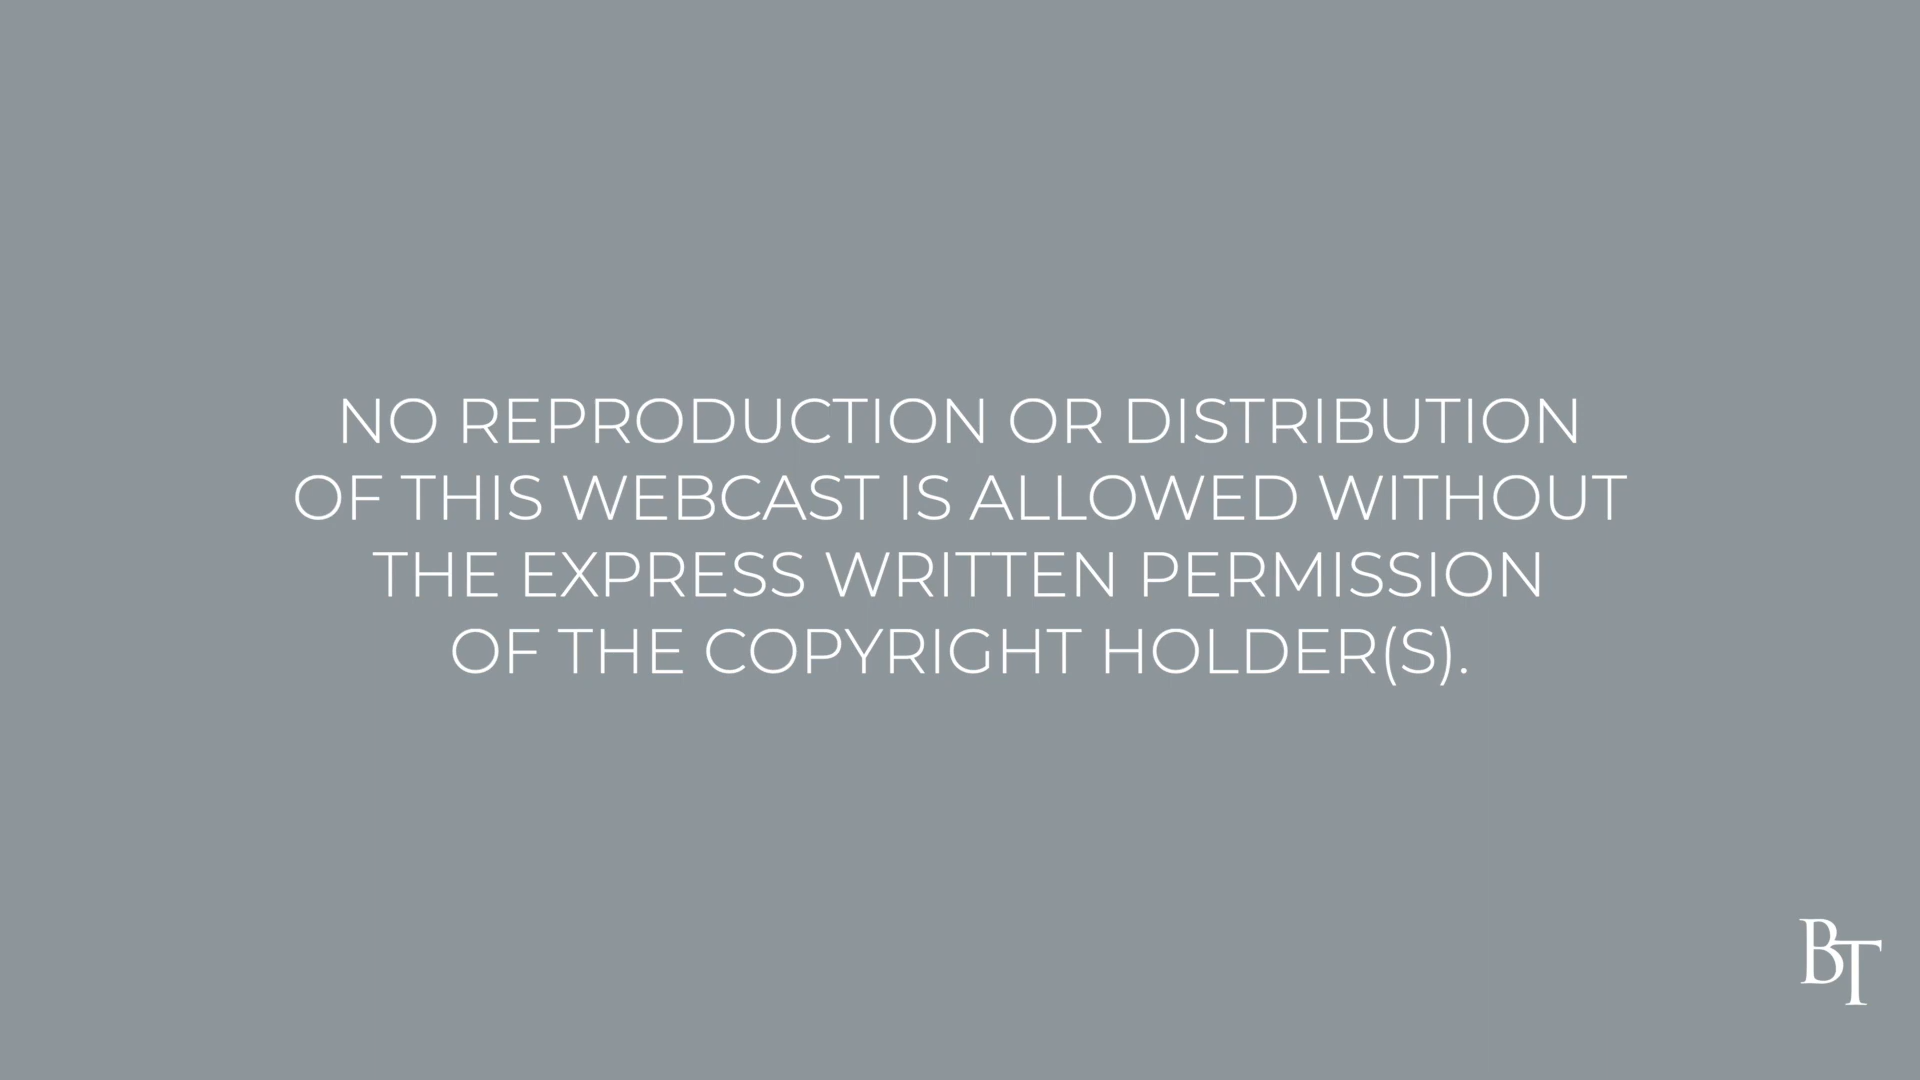 NO REPRODUCTION OR DISTRIBUTION
OF THIS WEBCAST IS ALLOWED WITHOUT
THE EXPRESS WRITTEN PERMISSION
OF THE COPYRIGHT HOLDER(S).
BT